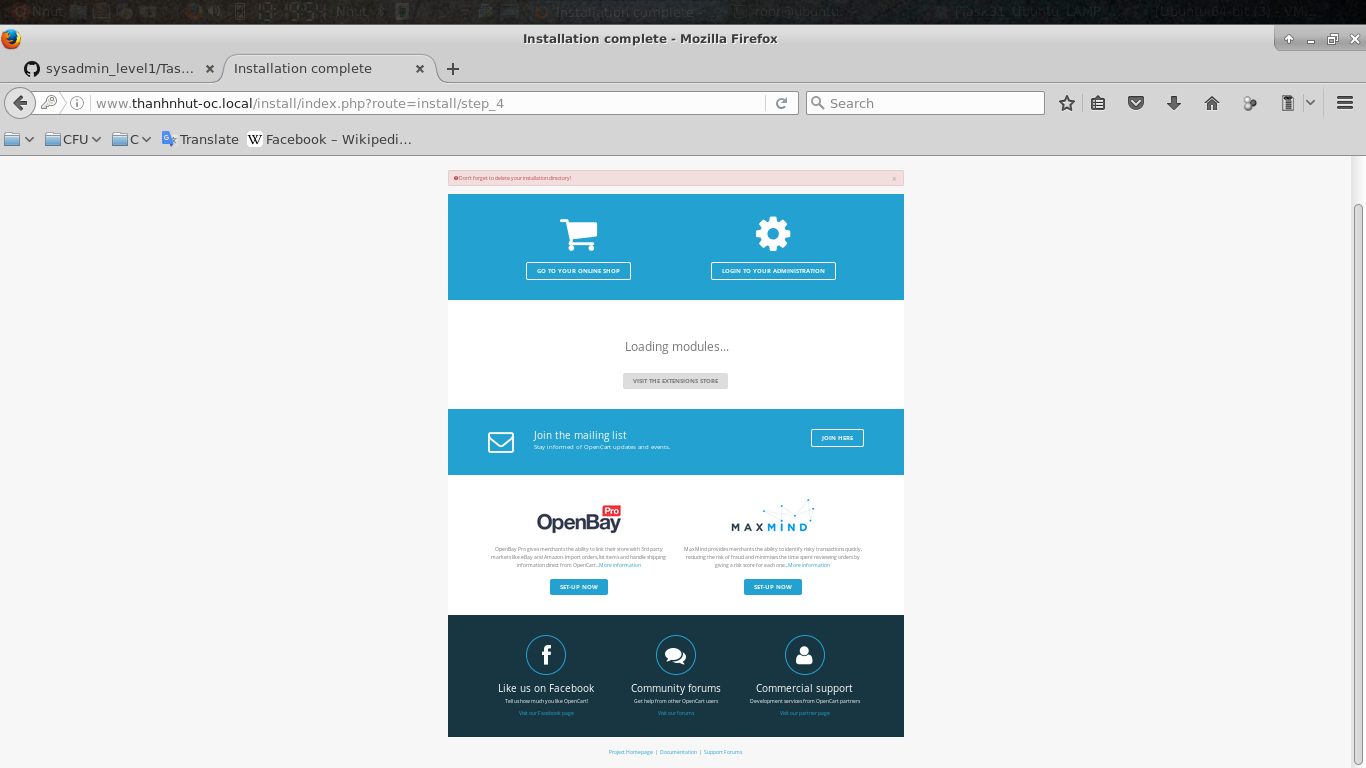 Installation complete - Mozilla Firefox
sysadmin_level1/Tas...
Installation complete
www.thanhnhut-oc.local/install/index.php?route=install/step_4
Search
CFU
C
Translate
W
Facebook – Wikipedi...
Don't forget to delete your installation directory!
GO TO YOUR ONLINE SHOP
LOGIN TO YOUR ADMINISTRATION
Loading modules...
VISIT THE EXTENSIONS STORE
Join the mailing list
Stay informed of OpenCart updates and events.
JOIN HERE
OpenBay Pro
MAXMIND
OpenBay Pro gives merchants the ability to link their store with 3rd party
markets like eBay and Amazon. Import orders, list items and handle shipping
information direct from OpenCart...More information
MaxMind provides merchants the ability to identify risky transactions quickly,
reducing the risk of fraud and minimises the time spent reviewing orders by
giving a risk score for each one...More information
SET-UP NOW
SET-UP NOW
Like us on Facebook
Tell us how much you like OpenCart!
Visit our Facebook page
Community forums
Get help from other OpenCart users
Visit our forums
Commercial support
Development services from OpenCart partners
Visit our partner page
Project Homepage | Documentation | Support Forums